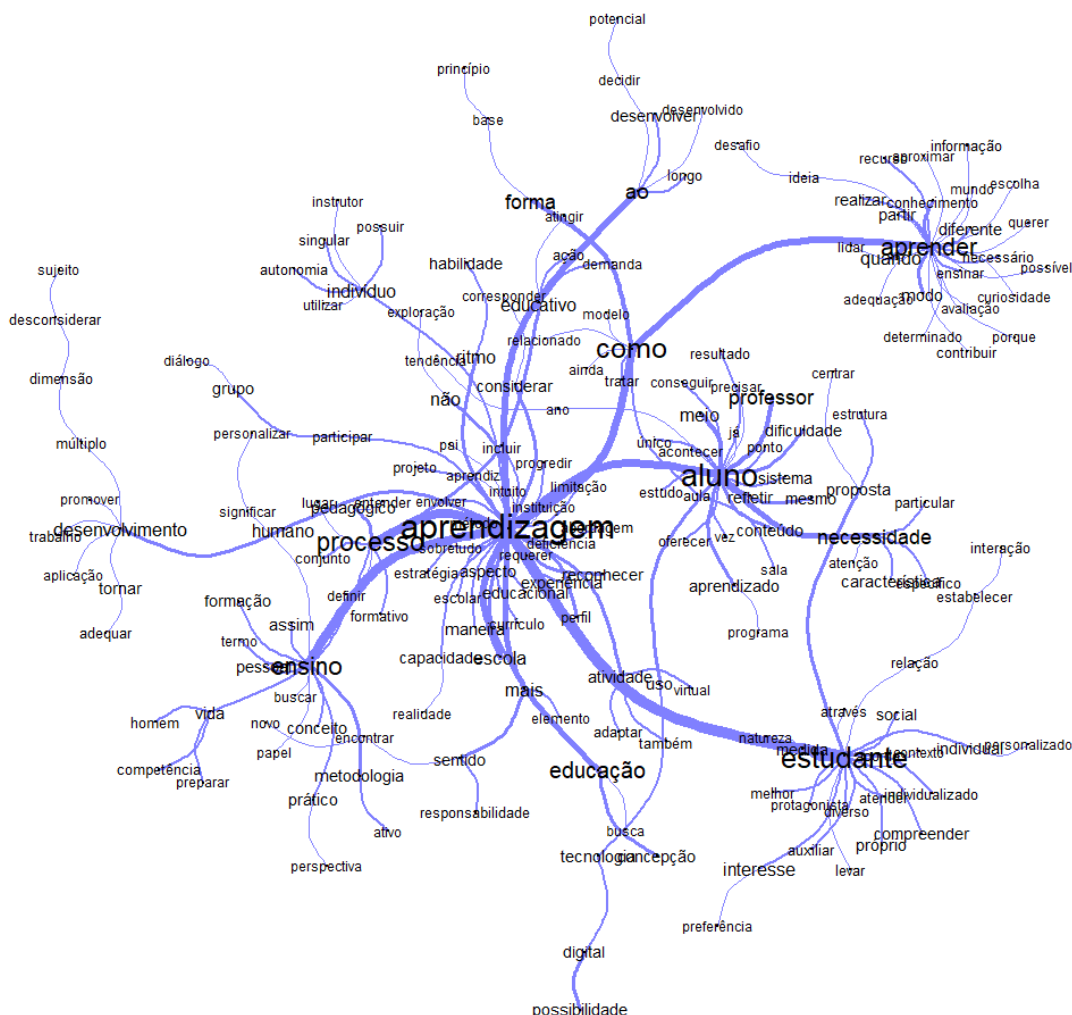 potencial
princípio
decidir
base
desenvolver
desenvolvido
desafio
informação
recurso
aproximar
longo
ideia
mundo
escolha
instrutor
forma
ao
realizar
conhecimento
possuir
atingir
partir
querer
diferente
singular
lidar
aprender
ação
quando
necessário
sujeito
autonomia
habilidade
demanda
ensinar
possível
indivíduo
corresponder
modo
curiosidade
utilizar
exploração
educativo
adequação
avaliação
desconsiderar
modelo
determinado
porque
relacionado
como
contribuir
diálogo
tendência
ritmo
resultado
ainda
centrar
dimensão
grupo
considerar
tratar
conseguir
precisar
não
professor
ano
meio
estrutura
personalizar
participar
já
dificuldade
múltiplo
psi
incluir
único
acontecer
ponto
projeto
aprendiz
progredir
aluno
sistema
promover
intuito
limitação
estudo
aula
refletir
mesmo
proposta
particular
significar
lugar
entender
envolver
pedagógico
instituição
desenvolvimento
humano
aprendizagem
método
conteúdo
trabalho
processo
deficiência
oferecer
vez
necessidade
interação
conjunto
sobretudo
requerer
atenção
aplicação
estratégia
aspecto
reconhecer
sala
característica
específico
tornar
experiência
aprendizado
definir
escolar
educacional
estabelecer
formação
formativo
perfil
assim
currículo
adequar
termo
maneira
programa
capacidade
escola
pessoa
ensino
relação
atividade
uso
buscar
mais
virtual
vida
realidade
através
social
homem
novo
conceito
elemento
adaptar
natureza
papel
encontrar
também
medida
contexto
individual
personalizado
sentido
estudante
competência
educação
preparar
metodologia
melhor
individualizado
prático
protagonista
atender
responsabilidade
diverso
ativo
busca
compreender
próprio
auxiliar
tecnologia
concepção
perspectiva
interesse
levar
preferência
digital
possibilidade